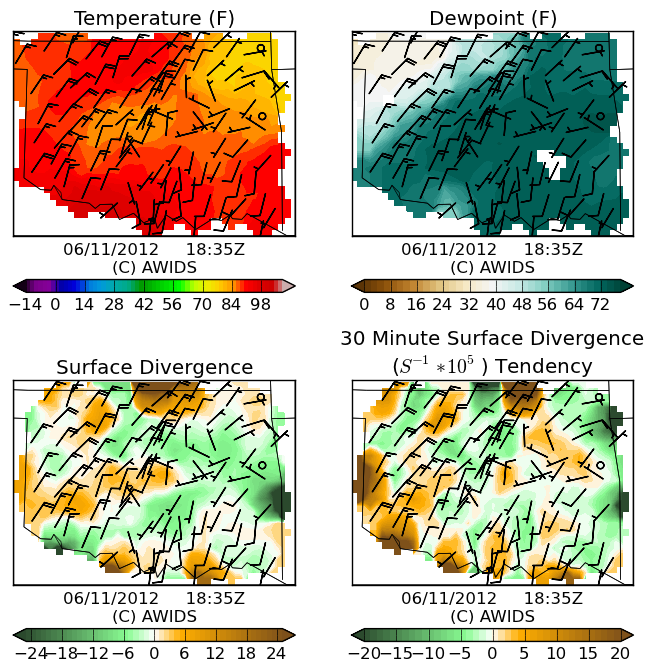 Temperature (F)
Dewpoint (F)
06/11/2012 18:35Z
(C) AWIDS
06/11/2012 18:35Z
(C) AWIDS
−14 0 14 28 42 56 70 84 98
0 8 16 24 32 40 48 56 64 72
Surface Divergence
30 Minute Surface Divergence
(S⁻¹ *10⁵ ) Tendency
06/11/2012 18:35Z
(C) AWIDS
06/11/2012 18:35Z
(C) AWIDS
−24 −18 −12 −6 0 6 12 18 24
−20 −15 −10 −5 0 5 10 15 20